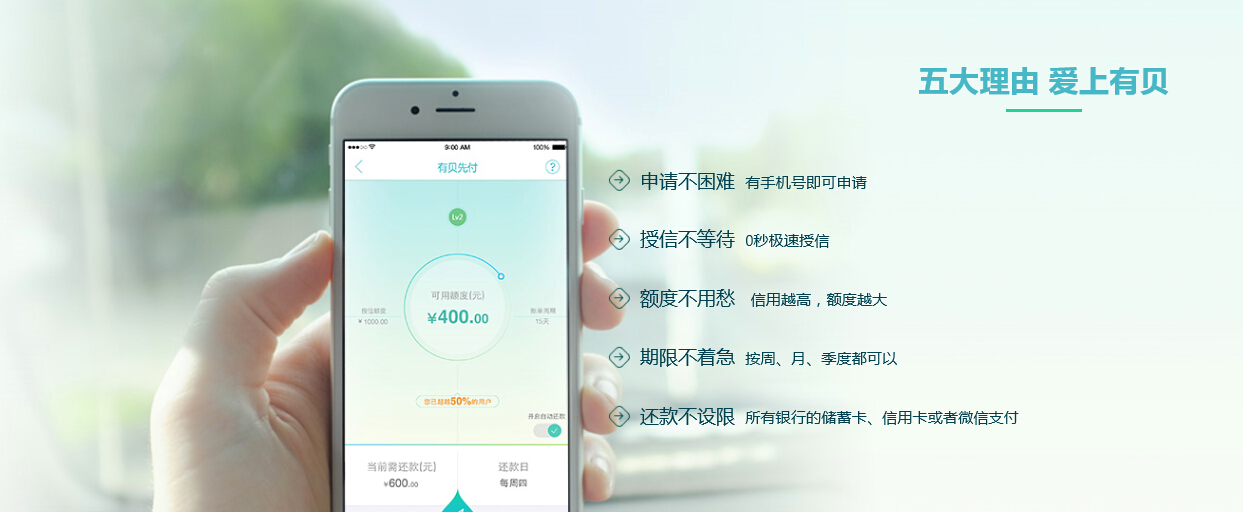 五大理由 爱上有贝
9:00 AM
100%
有贝先付
?
Lv2
可用额度(元)
¥400.00
授信额度
¥1000.00
账单周期
15天
您已超越50%的用户
开启自动还款
当前需还款(元)
¥600.00
还款日
每周四
申请不困难 有手机号即可申请
授信不等待 0秒极速授信
额度不用愁 信用越高，额度越大
期限不着急 按周、月、季度都可以
还款不设限 所有银行的储蓄卡、信用卡或者微信支付